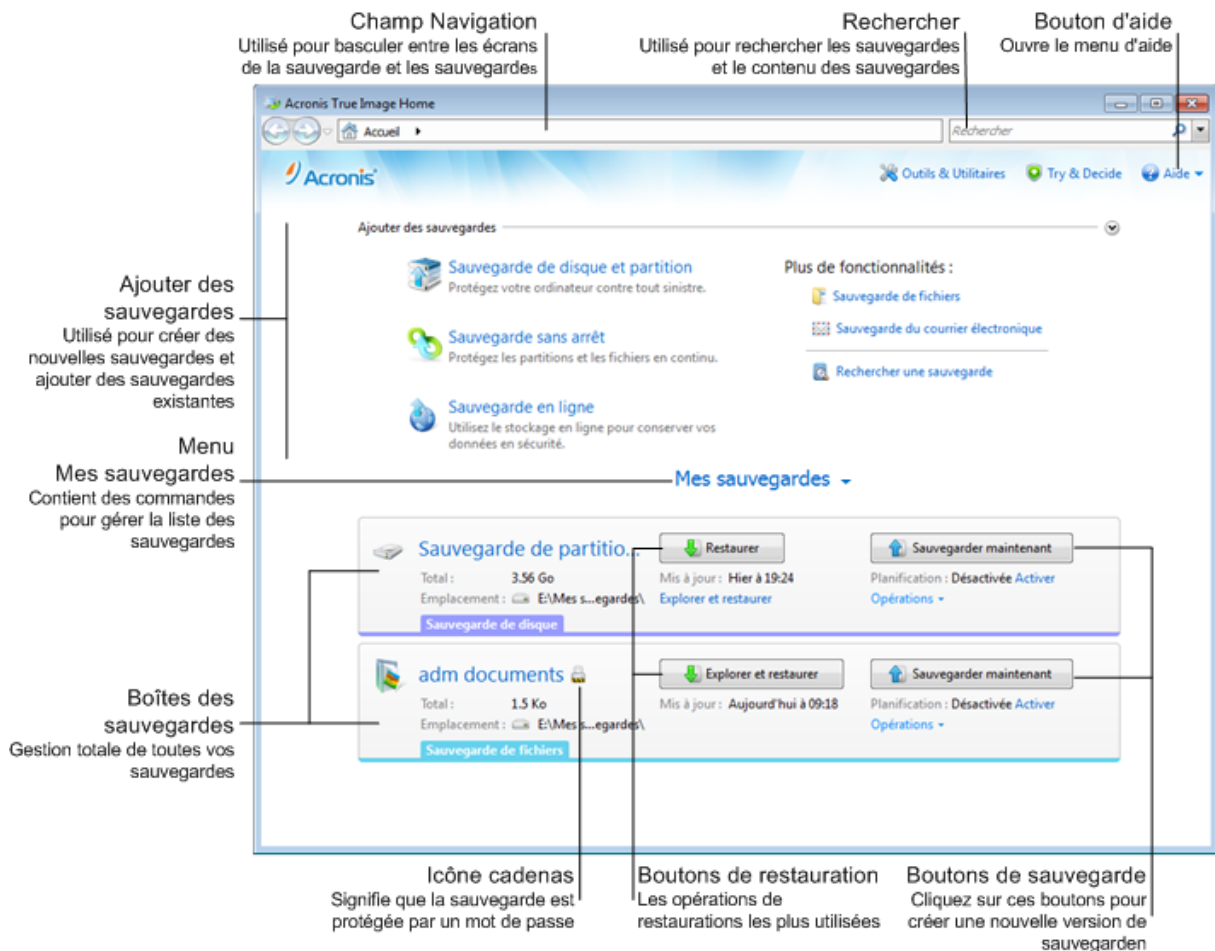 Champ Navigation
Utilisé pour basculer entre les écrans
de la sauvegarde et les sauvegardes
Rechercher
Utilisé pour rechercher les sauvegardes
et le contenu des sauvegardes
Bouton d'aide
Ouvre le menu d'aide
Acronis True Image Home
Accueil
Rechercher
Acronis
Outils & Utilitaires
Try & Decide
Aide
Ajouter des sauvegardes
Sauvegarde de disque et partition
Protégez votre ordinateur contre tout sinistre.
Sauvegarde sans arrêt
Protégez les partitions et les fichiers en continu.
Sauvegarde en ligne
Utilisez le stockage en ligne pour conserver vos
données en sécurité.
Plus de fonctionnalités :
Sauvegarde de fichiers
Sauvegarde du courrier électronique
Rechercher une sauvegarde
Ajouter des
sauvegardes
Utilisé pour créer des
nouvelles sauvegardes et
ajouter des sauvegardes
existantes
Menu
Mes sauvegardes
Contient des commandes
pour gérer la liste des
sauvegardes
Mes sauvegardes
Sauvegarde de partitio...
Restaurer
Sauvegarder maintenant
Total : 3.56 Go
Mis à jour : Hier à 19:24
Planification : Désactivée Activer
Emplacement : E:\Mes s...egardes\
Explorer et restaurer
Opérations
Sauvegarde de disque
adm documents
Explorer et restaurer
Sauvegarder maintenant
Total : 1.5 Ko
Mis à jour : Aujourd'hui à 09:18
Planification : Désactivée Activer
Emplacement : E:\Mes s...egardes\
Opérations
Sauvegarde de fichiers
Boîtes des
sauvegardes
Gestion totale de toutes vos
sauvegardes
Icône cadenas
Signifie que la sauvegarde est
protégée par un mot de passe
Boutons de restauration
Les opérations de
restaurations les plus utilisées
Boutons de sauvegarde
Cliquez sur ces boutons pour
créer une nouvelle version de
sauvegarden